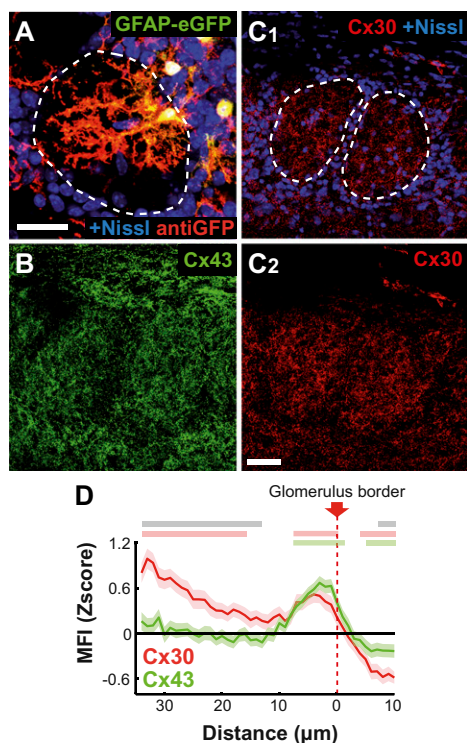 A
GFAP-eGFP
+Nissl antiGFP
C1
Cx30 +Nissl
B
Cx43
C2
Cx30
D
Glomerulus border
1.2
0.6
0
-0.6
MFI (Zscore)
Cx30
Cx43
30 20 10 0 10
Distance (µm)